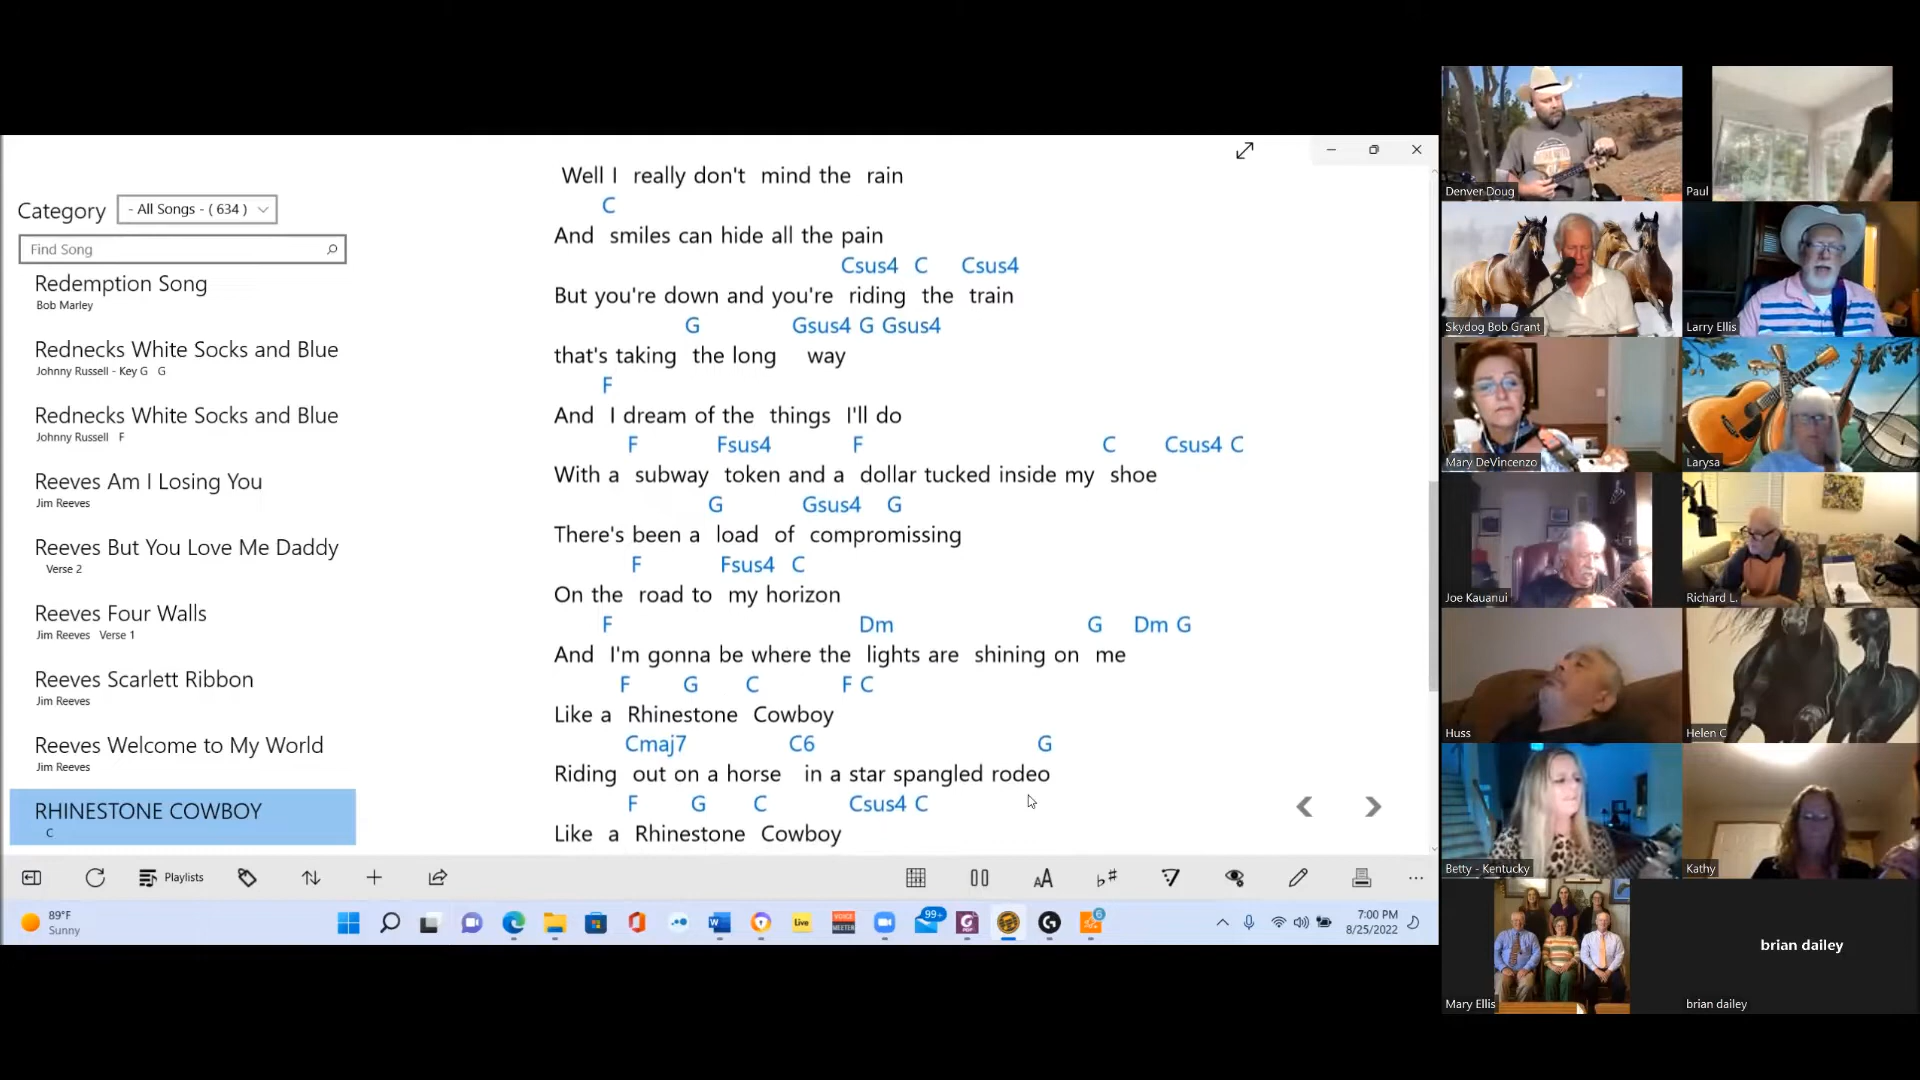 Category
- All Songs - ( 634 )
Find Song
Redemption Song
Bob Marley
Rednecks White Socks and Blue
Johnny Russell - Key G   G
Rednecks White Socks and Blue
Johnny Russell   F
Reeves Am I Losing You
Jim Reeves
Reeves But You Love Me Daddy
Verse 2
Reeves Four Walls
Jim Reeves   Verse 1
Reeves Scarlett Ribbon
Jim Reeves
Reeves Welcome to My World
Jim Reeves
RHINESTONE COWBOY
C
Well I really don't mind the rain
C
And smiles can hide all the pain
Csus4 C Csus4
But you're down and you're riding the train
G Gsus4 G Gsus4
that's taking the long way
F
And I dream of the things I'll do
F Fsus4 F C Csus4 C
With a subway token and a dollar tucked inside my shoe
G Gsus4 G
There's been a load of compromissing
F Fsus4 C
On the road to my horizon
F Dm G Dm G
And I'm gonna be where the lights are shining on me
F G C F C
Like a Rhinestone Cowboy
Cmaj7 C6 G
Riding out on a horse in a star spangled rodeo
F G C Csus4 C
Like a Rhinestone Cowboy
Playlists
89°F
Sunny
Live
VOICE
MEETER
99+
6
7:00 PM
8/25/2022
Denver Doug
Paul
Skydog Bob Grant
Larry Ellis
Mary DeVincenzo
Larysa
Joe Kauanui
Richard L.
Huss
Helen C
Betty - Kentucky
Kathy
Mary Ellis
brian dailey
brian dailey